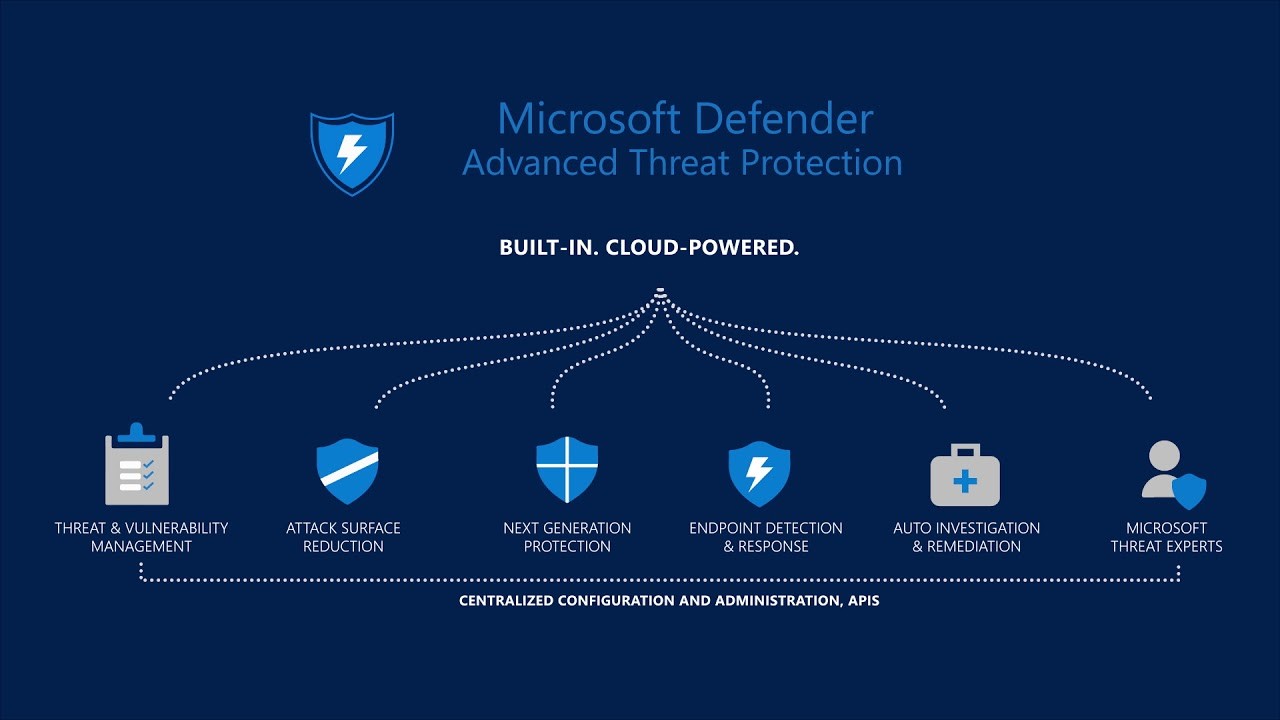 Microsoft Defender
Advanced Threat Protection
BUILT-IN. CLOUD-POWERED.
THREAT & VULNERABILITY
MANAGEMENT
ATTACK SURFACE
REDUCTION
NEXT GENERATION
PROTECTION
ENDPOINT DETECTION
& RESPONSE
AUTO INVESTIGATION
& REMEDIATION
MICROSOFT
THREAT EXPERTS
CENTRALIZED CONFIGURATION AND ADMINISTRATION, APIS